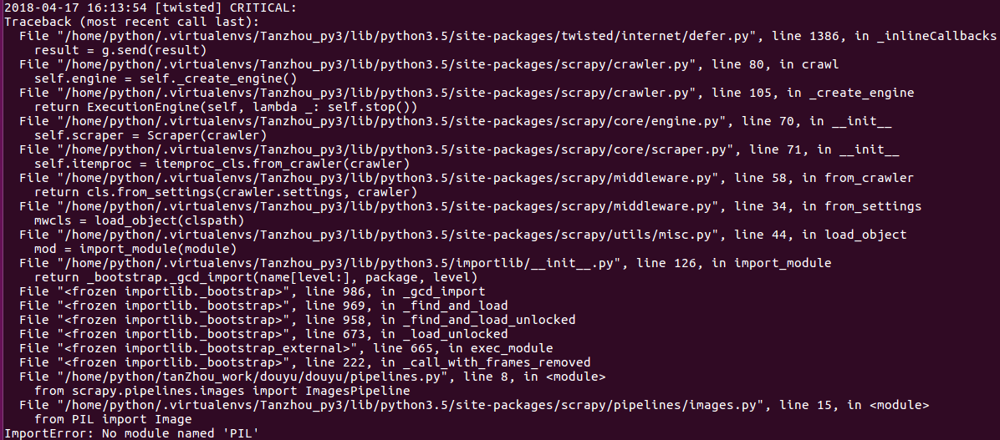 2018-04-17 16:13:54 [twisted] CRITICAL:
Traceback (most recent call last):
  File "/home/python/.virtualenvs/Tanzhou_py3/lib/python3.5/site-packages/twisted/internet/defer.py", line 1386, in _inlineCallbacks
    result = g.send(result)
  File "/home/python/.virtualenvs/Tanzhou_py3/lib/python3.5/site-packages/scrapy/crawler.py", line 80, in crawl
    self.engine = self._create_engine()
  File "/home/python/.virtualenvs/Tanzhou_py3/lib/python3.5/site-packages/scrapy/crawler.py", line 105, in _create_engine
    return ExecutionEngine(self, lambda _: self.stop())
  File "/home/python/.virtualenvs/Tanzhou_py3/lib/python3.5/site-packages/scrapy/core/engine.py", line 70, in __init__
    self.scraper = Scraper(crawler)
  File "/home/python/.virtualenvs/Tanzhou_py3/lib/python3.5/site-packages/scrapy/core/scraper.py", line 71, in __init__
    self.itemproc = itemproc_cls.from_crawler(crawler)
  File "/home/python/.virtualenvs/Tanzhou_py3/lib/python3.5/site-packages/scrapy/middleware.py", line 58, in from_crawler
    return cls.from_settings(crawler.settings, crawler)
  File "/home/python/.virtualenvs/Tanzhou_py3/lib/python3.5/site-packages/scrapy/middleware.py", line 34, in from_settings
    mwcls = load_object(clspath)
  File "/home/python/.virtualenvs/Tanzhou_py3/lib/python3.5/site-packages/scrapy/utils/misc.py", line 44, in load_object
    mod = import_module(module)
  File "/home/python/.virtualenvs/Tanzhou_py3/lib/python3.5/importlib/__init__.py", line 126, in import_module
    return _bootstrap._gcd_import(name[level:], package, level)
  File "<frozen importlib._bootstrap>", line 986, in _gcd_import
  File "<frozen importlib._bootstrap>", line 969, in _find_and_load
  File "<frozen importlib._bootstrap>", line 958, in _find_and_load_unlocked
  File "<frozen importlib._bootstrap>", line 673, in _load_unlocked
  File "<frozen importlib._bootstrap_external>", line 665, in exec_module
  File "<frozen importlib._bootstrap>", line 222, in _call_with_frames_removed
  File "/home/python/tanZhou_work/douyu/douyu/pipelines.py", line 8, in <module>
    from scrapy.pipelines.images import ImagesPipeline
  File "/home/python/.virtualenvs/Tanzhou_py3/lib/python3.5/site-packages/scrapy/pipelines/images.py", line 15, in <module>
    from PIL import Image
ImportError: No module named 'PIL'